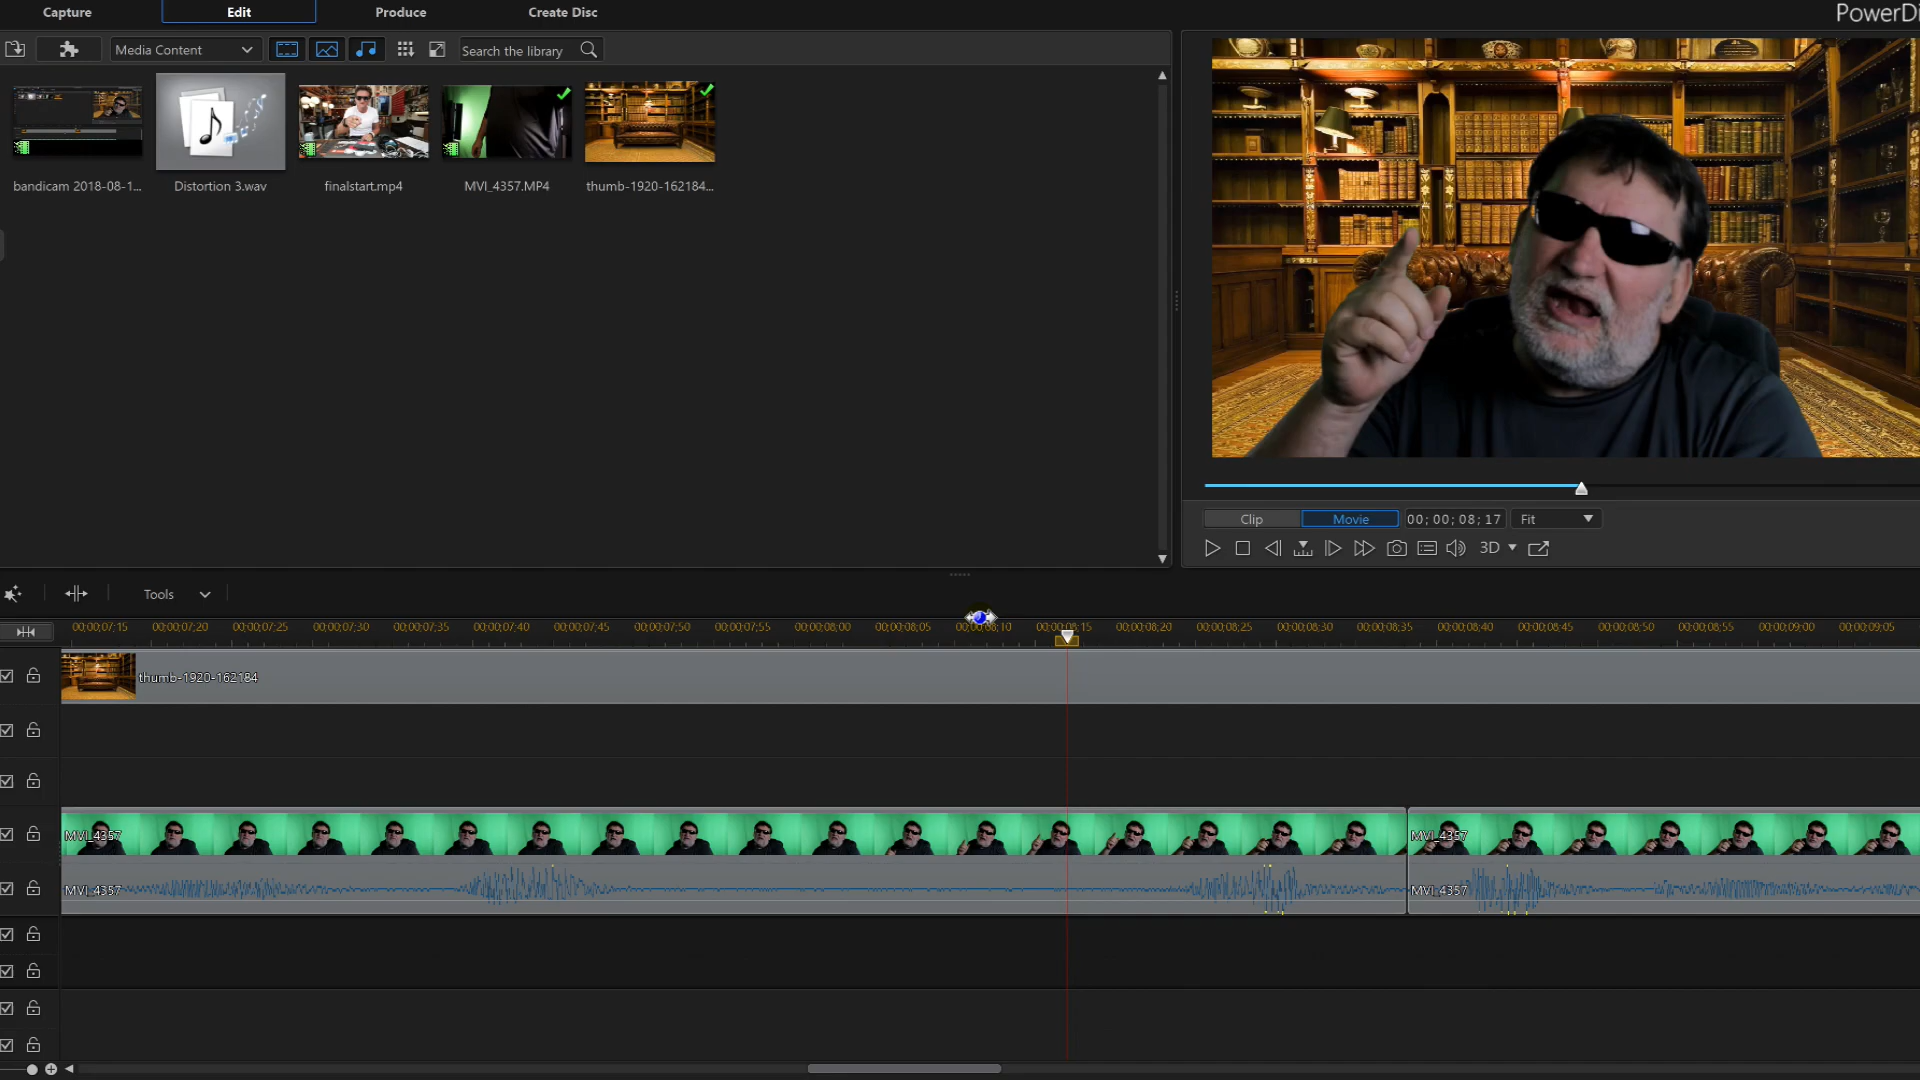 Capture Edit Produce Create Disc PowerDi
Media Content Search the library
bandicam 2018-08-1... Distortion 3.wav finalstart.mp4 MVI_4357.MP4 thumb-1920-162184...
Clip Movie 00; 00; 08; 17 Fit
3D
Tools
00;00;07;15 00;00;07;20 00;00;07;25 00;00;07;30 00;00;07;35 00;00;07;40 00;00;07;45 00;00;07;50 00;00;07;55 00;00;08;00 00;00;08;05 00;00;08;10 00;00;08;15 00;00;08;20 00;00;08;25 00;00;08;30 00;00;08;35 00;00;08;40 00;00;08;45 00;00;08;50 00;00;08;55 00;00;09;00 00;00;09;05
thumb-1920-162184
MVI_4357 MVI_4357
MVI_4357 MVI_4357